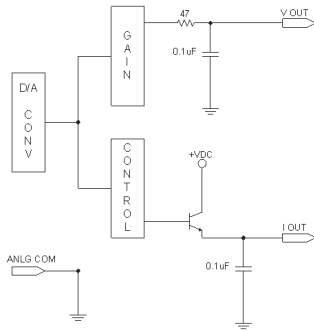 47
V OUT
GAIN
0.1uF
D/A
CONV
CONTROL
+VDC
I OUT
ANLG COM
0.1uF